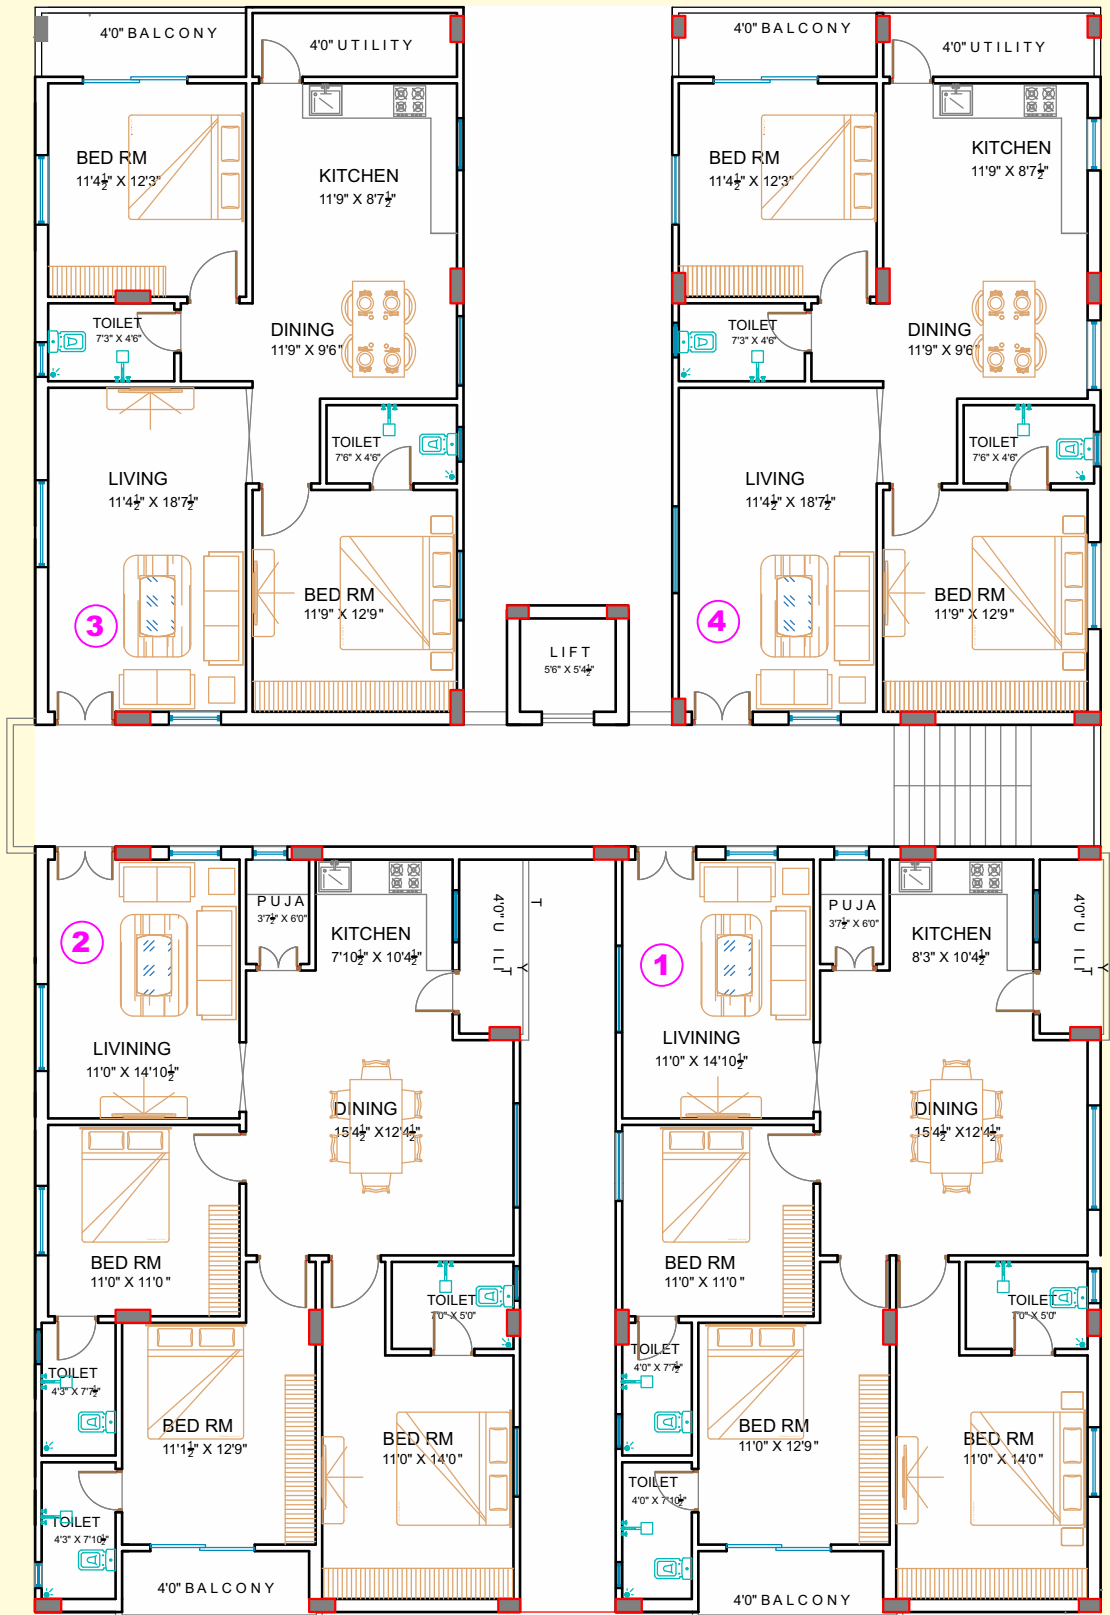 4'0" BALCONY
4'0" UTILITY
BED RM
11'4½" X 12'3"
KITCHEN
11'9" X 8'7½"
TOILET
7'3" X 4'6"
DINING
11'9" X 9'6"
TOILET
7'6" X 4'6"
LIVING
11'4½" X 18'7½"
BED RM
11'9" X 12'9"
3
LIFT
5'6" X 5'4½"
4'0" BALCONY
4'0" UTILITY
BED RM
11'4½" X 12'3"
KITCHEN
11'9" X 8'7½"
TOILET
7'3" X 4'6"
DINING
11'9" X 9'6"
TOILET
7'6" X 4'6"
LIVING
11'4½" X 18'7½"
BED RM
11'9" X 12'9"
4
PUJA
3'7½" X 6'0"
2
KITCHEN
7'10½" X 10'4½"
4'0" UTILITY
LIVINING
11'0" X 14'10½"
DINING
15'4½" X12'4½"
BED RM
11'0" X 11'0"
TOILET
7'0" X 5'0"
TOILET
4'3" X 7'7½"
BED RM
11'1½" X 12'9"
BED RM
11'0" X 14'0"
TOILET
4'3" X 7'10½"
4'0" BALCONY
PUJA
3'7½" X 6'0"
1
KITCHEN
8'3" X 10'4½"
4'0" UTILITY
LIVINING
11'0" X 14'10½"
DINING
15'4½" X12'4½"
BED RM
11'0" X 11'0"
TOILET
7'0" X 5'0"
TOILET
4'0" X 7'7½"
BED RM
11'0" X 12'9"
BED RM
11'0" X 14'0"
TOILET
4'0" X 7'10½"
4'0" BALCONY